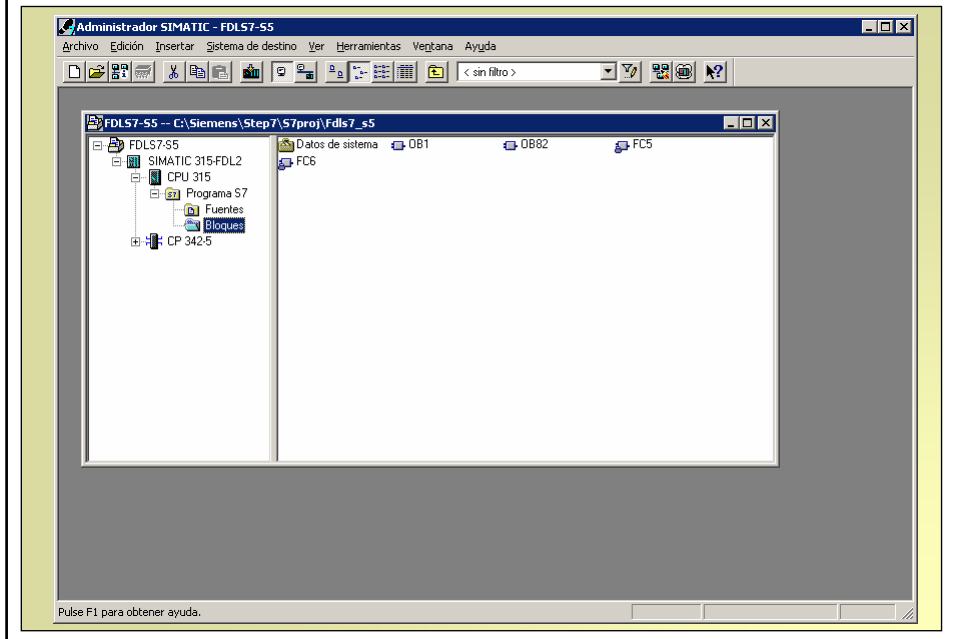 Administrador SIMATIC - FDLS7-S5
Archivo Edición Insertar Sistema de destino Ver Herramientas Ventana Ayuda
< sin filtro >
FDLS7-S5 -- C:\Siemens\Step7\S7proj\Fdls7_s5
FDLS7-S5
SIMATIC 315-FDL2
CPU 315
Programa S7
Fuentes
Bloques
CP 342-5
Datos de sistema OB1 OB82 FC5
FC6
Pulse F1 para obtener ayuda.